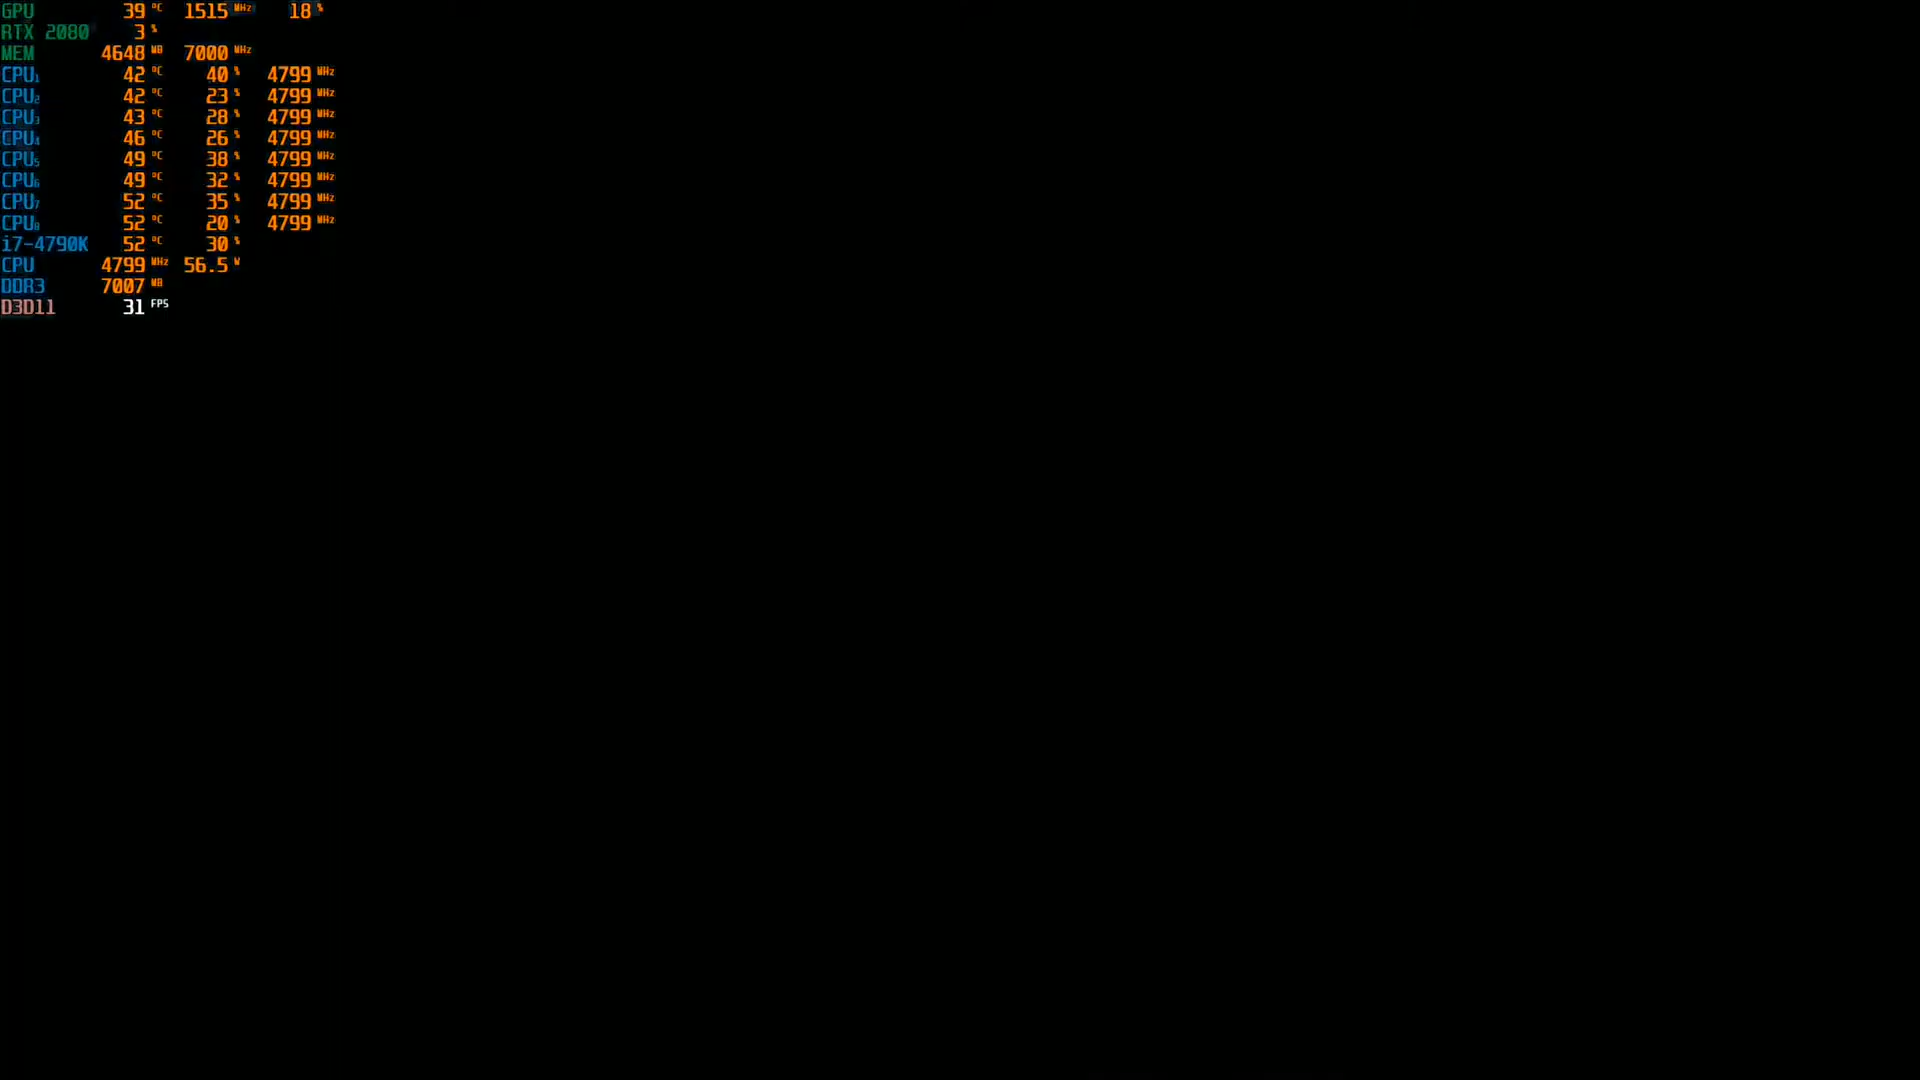 GPU 39 °C 1515 MHz 18 %
RTX 2080 3 %
MEM 4648 MB 7000 MHz
CPU1 42 °C 40 % 4799 MHz
CPU2 42 °C 23 % 4799 MHz
CPU3 43 °C 28 % 4799 MHz
CPU4 46 °C 26 % 4799 MHz
CPU5 49 °C 38 % 4799 MHz
CPU6 49 °C 32 % 4799 MHz
CPU7 52 °C 35 % 4799 MHz
CPU8 52 °C 20 % 4799 MHz
i7-4790K 52 °C 30 %
CPU 4799 MHz 56.5 W
DDR3 7007 MB
D3D11 31 FPS